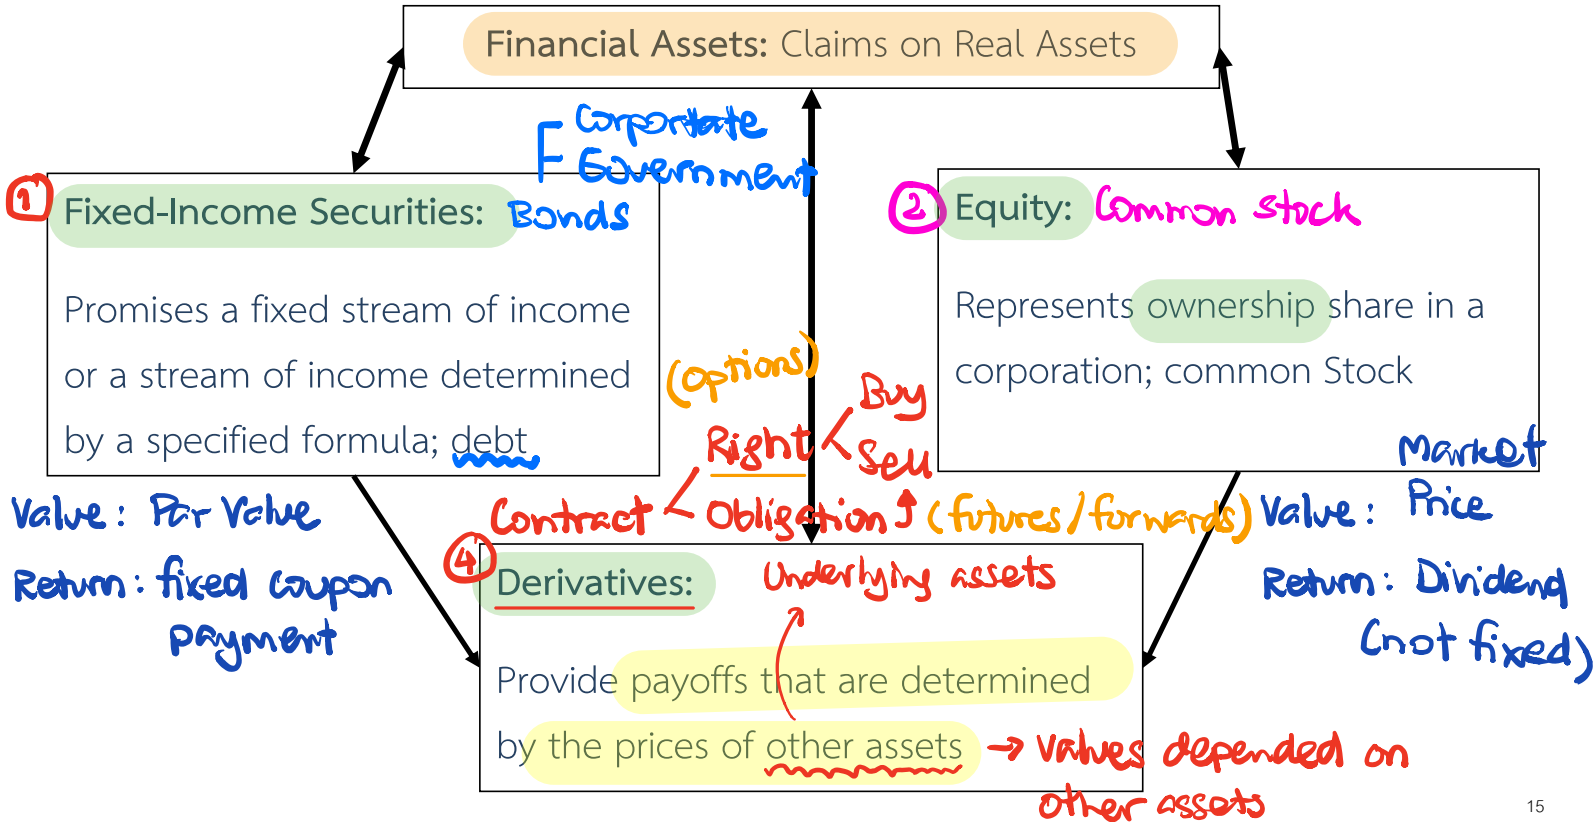 Financial Assets: Claims on Real Assets
Corportate
Government
1 Fixed-Income Securities: Bonds
Promises a fixed stream of income
or a stream of income determined
by a specified formula; debt
Value: Par Value
Return: fixed coupon
payment
2 Equity: Common stock
Represents ownership share in a
corporation; common Stock
Market
Value: Price
Return: Dividend
(not fixed)
(options)
Buy
Right
Sell
Contract
Obligation (futures/forwards)
4 Derivatives: Underlying assets
Provide payoffs that are determined
by the prices of other assets → values depended on
other assets
15